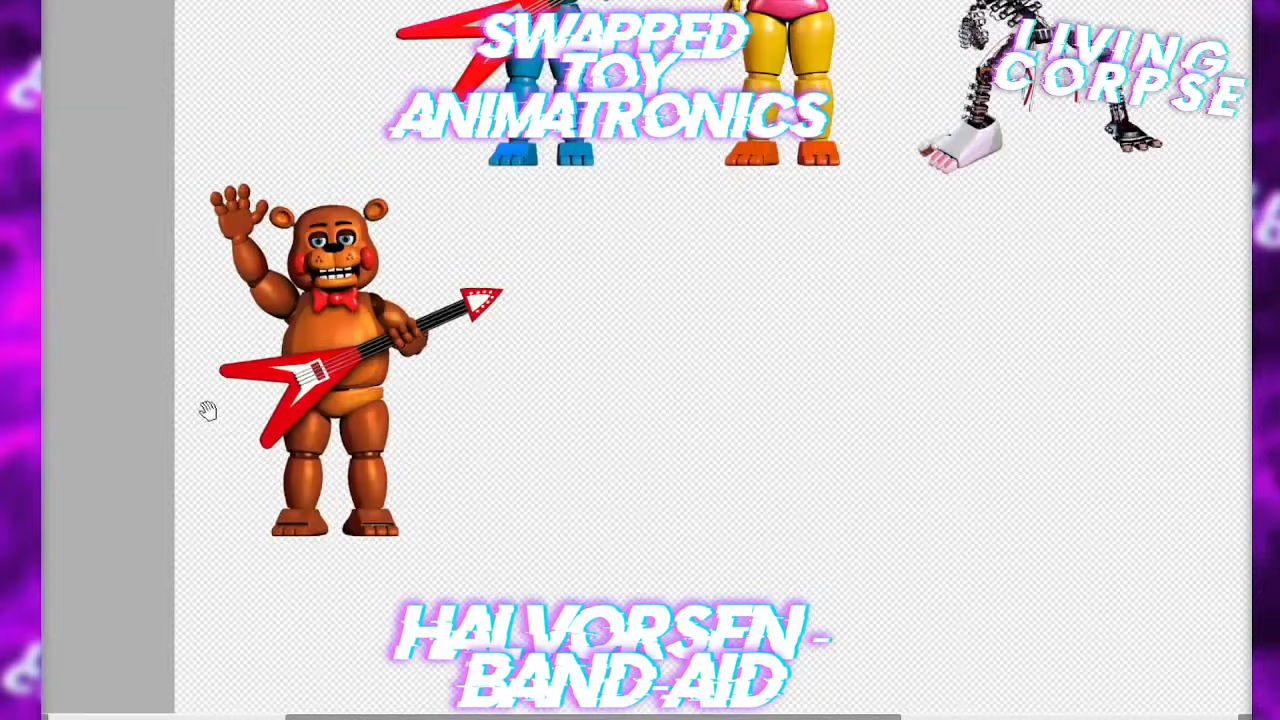 SWAPPED
TOY
ANIMATRONICS
LIVING
CORPSE
HALVORSEN -
BAND-AID